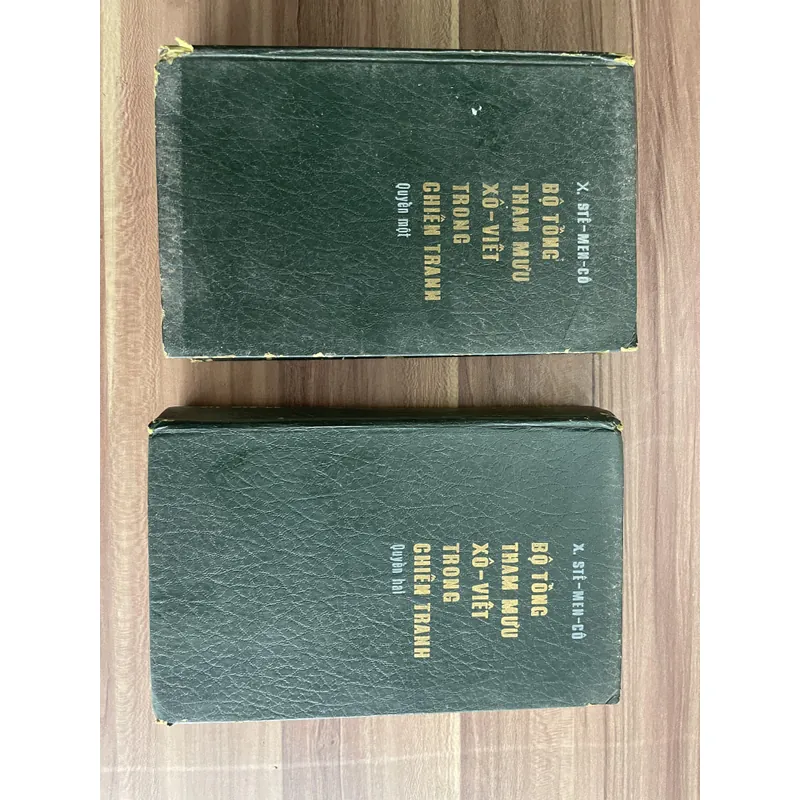 X. STÊ-MEN-CÔ
BỘ TỔNG
THAM MƯU
XÔ-VIẾT
TRONG
CHIẾN TRANH
Quyển một
X. STÊ-MEN-CÔ
BỘ TỔNG
THAM MƯU
XÔ-VIẾT
TRONG
CHIẾN TRANH
Quyển hai